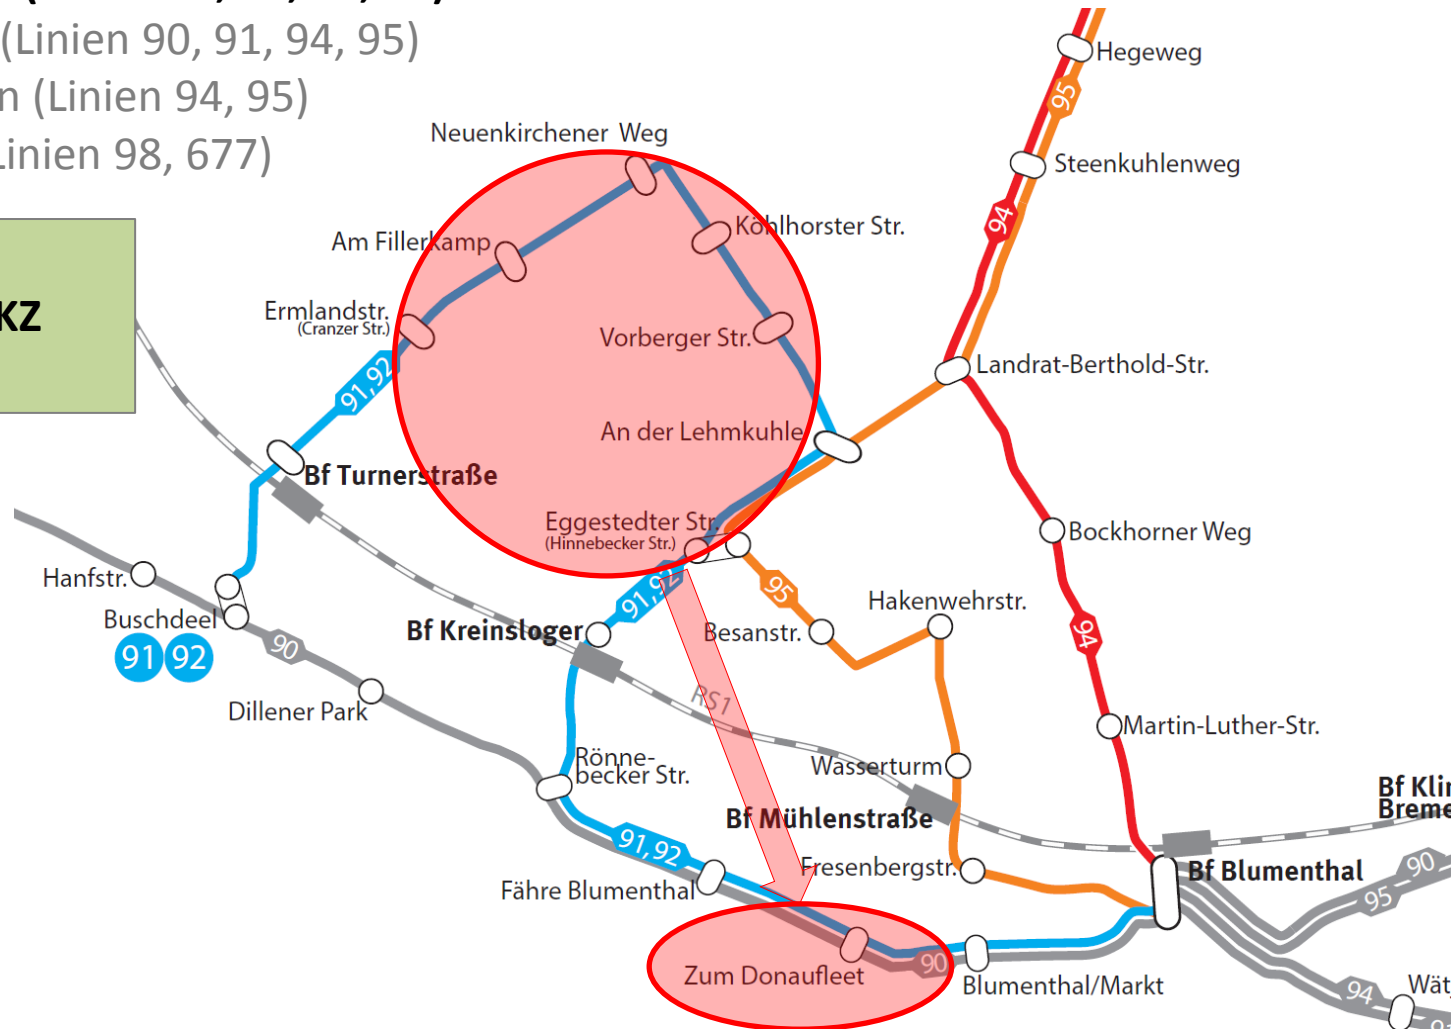 (Linien 90, 91, 94, 95)
n (Linien 94, 95)
Linien 98, 677)
KZ
Hegeweg
95
Neuenkirchener Weg
Steenkuhlenweg
94
Köhlhorster Str.
Am Fillerkamp
Ermlandstr.
(Cranzer Str.)
Vorberger Str.
Landrat-Berthold-Str.
91,92
An der Lehmkuhle
Bf Turnerstraße
Eggestedter Str.
(Hinnebecker Str.)
Bockhorner Weg
Hanfstr.
91,92
95
Hakenwehrstr.
Buschdeel
91 92
90
Bf Kreinsloger
Besanstr.
94
RS1
Dillener Park
Martin-Luther-Str.
Rönne-
becker Str.
Wasserturm
Bf Klin
Breme
Bf Mühlenstraße
91,92
Fresenbergstr.
Bf Blumenthal
90
95
Fähre Blumenthal
90
Zum Donaufleet
Blumenthal/Markt
94
Wätj